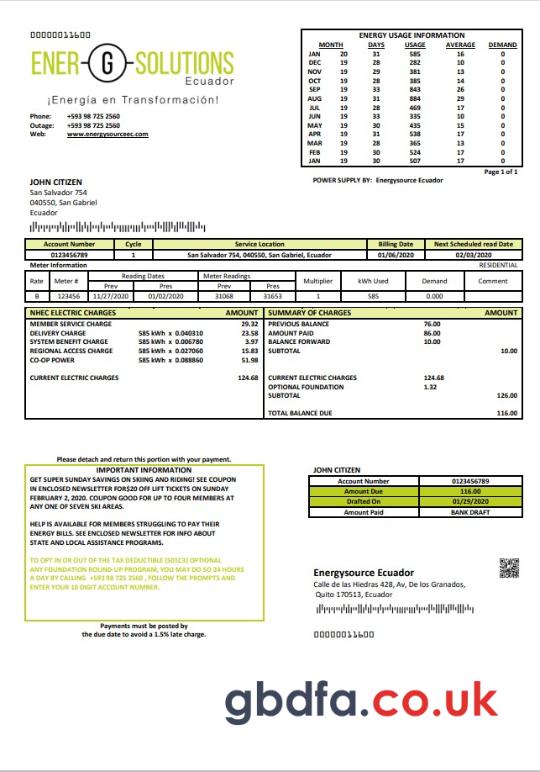 00000011600
ENER-G-SOLUTIONS
Ecuador
¡Energía en Transformación!
Phone: +593 98 725 2560
Outage: +593 98 725 2560
Web: www.energysourceec.com
ENERGY USAGE INFORMATION
MONTH DAYS USAGE AVERAGE DEMAND
JAN 20 31 585 16 0
DEC 19 28 282 10 0
NOV 19 29 381 13 0
OCT 19 28 385 14 0
SEP 19 33 843 26 0
AUG 19 31 884 29 0
JUL 19 28 469 17 0
JUN 19 33 335 10 0
MAY 19 30 435 15 0
APR 19 31 538 17 0
MAR 19 28 365 13 0
FEB 19 30 524 17 0
JAN 19 30 507 17 0
Page 1 of 1
POWER SUPPLY BY: Energysource Ecuador
JOHN CITIZEN
San Salvador 754
040550, San Gabriel
Ecuador
Account Number Cycle Service Location Billing Date Next Scheduled read Date
0123456789 1 San Salvador 754, 040550, San Gabriel, Ecuador 01/06/2020 02/03/2020
Meter Information RESIDENTIAL
Rate Meter # Reading Dates Meter Readings Multiplier kWh Used Demand Comment
Prev Pres Prev Pres
B 123456 11/27/2020 01/02/2020 31068 31653 1 585 0.000
NHEC ELECTRIC CHARGES AMOUNT
MEMBER SERVICE CHARGE 29.32
DELIVERY CHARGE 585 kWh x 0.040310 23.58
SYSTEM BENEFIT CHARGE 585 kWh x 0.006780 3.97
REGIONAL ACCESS CHARGE 585 kWh x 0.027060 15.83
CO-OP POWER 585 kWh x 0.088860 51.98
CURRENT ELECTRIC CHARGES 124.68
SUMMARY OF CHARGES AMOUNT
PREVIOUS BALANCE 76.00
AMOUNT PAID 86.00
BALANCE FORWARD 10.00
SUBTOTAL 10.00
CURRENT ELECTRIC CHARGES 124.68
OPTIONAL FOUNDATION 1.32
SUBTOTAL 126.00
TOTAL BALANCE DUE 116.00
Please detach and return this portion with your payment.
IMPORTANT INFORMATION
GET SUPER SUNDAY SAVINGS ON SKIING AND RIDING! SEE COUPON
IN ENCLOSED NEWSLETTER FOR$20 OFF LIFT TICKETS ON SUNDAY
FEBRUARY 2, 2020. COUPON GOOD FOR UP TO FOUR MEMBERS AT
ANY ONE OF SEVEN SKI AREAS.
HELP IS AVAILABLE FOR MEMBERS STRUGGLING TO PAY THEIR
ENERGY BILLS. SEE ENCLOSED NEWSLETTER FOR INFO ABOUT
STATE AND LOCAL ASSISTANCE PROGRAMS.
TO OPT IN OR OUT OF THE TAX DEDUCTIBLE (501C3) OPTIONAL
ANY FOUNDATION ROUND-UP PROGRAM, YOU MAY DO SO 24 HOURS
A DAY BY CALLING +593 98 725 2560 , FOLLOW THE PROMPTS AND
ENTER YOUR 10 DIGIT ACCOUNT NUMBER.
Payments must be posted by
the due date to avoid a 1.5% late charge.
JOHN CITIZEN
Account Number 0123456789
Amount Due 116.00
Drafted On 01/29/2020
Amount Paid BANK DRAFT
Energysource Ecuador
Calle de las Hiedras 428, Av, De los Granados,
Quito 170513, Ecuador
00000011600
gbdfa.co.uk